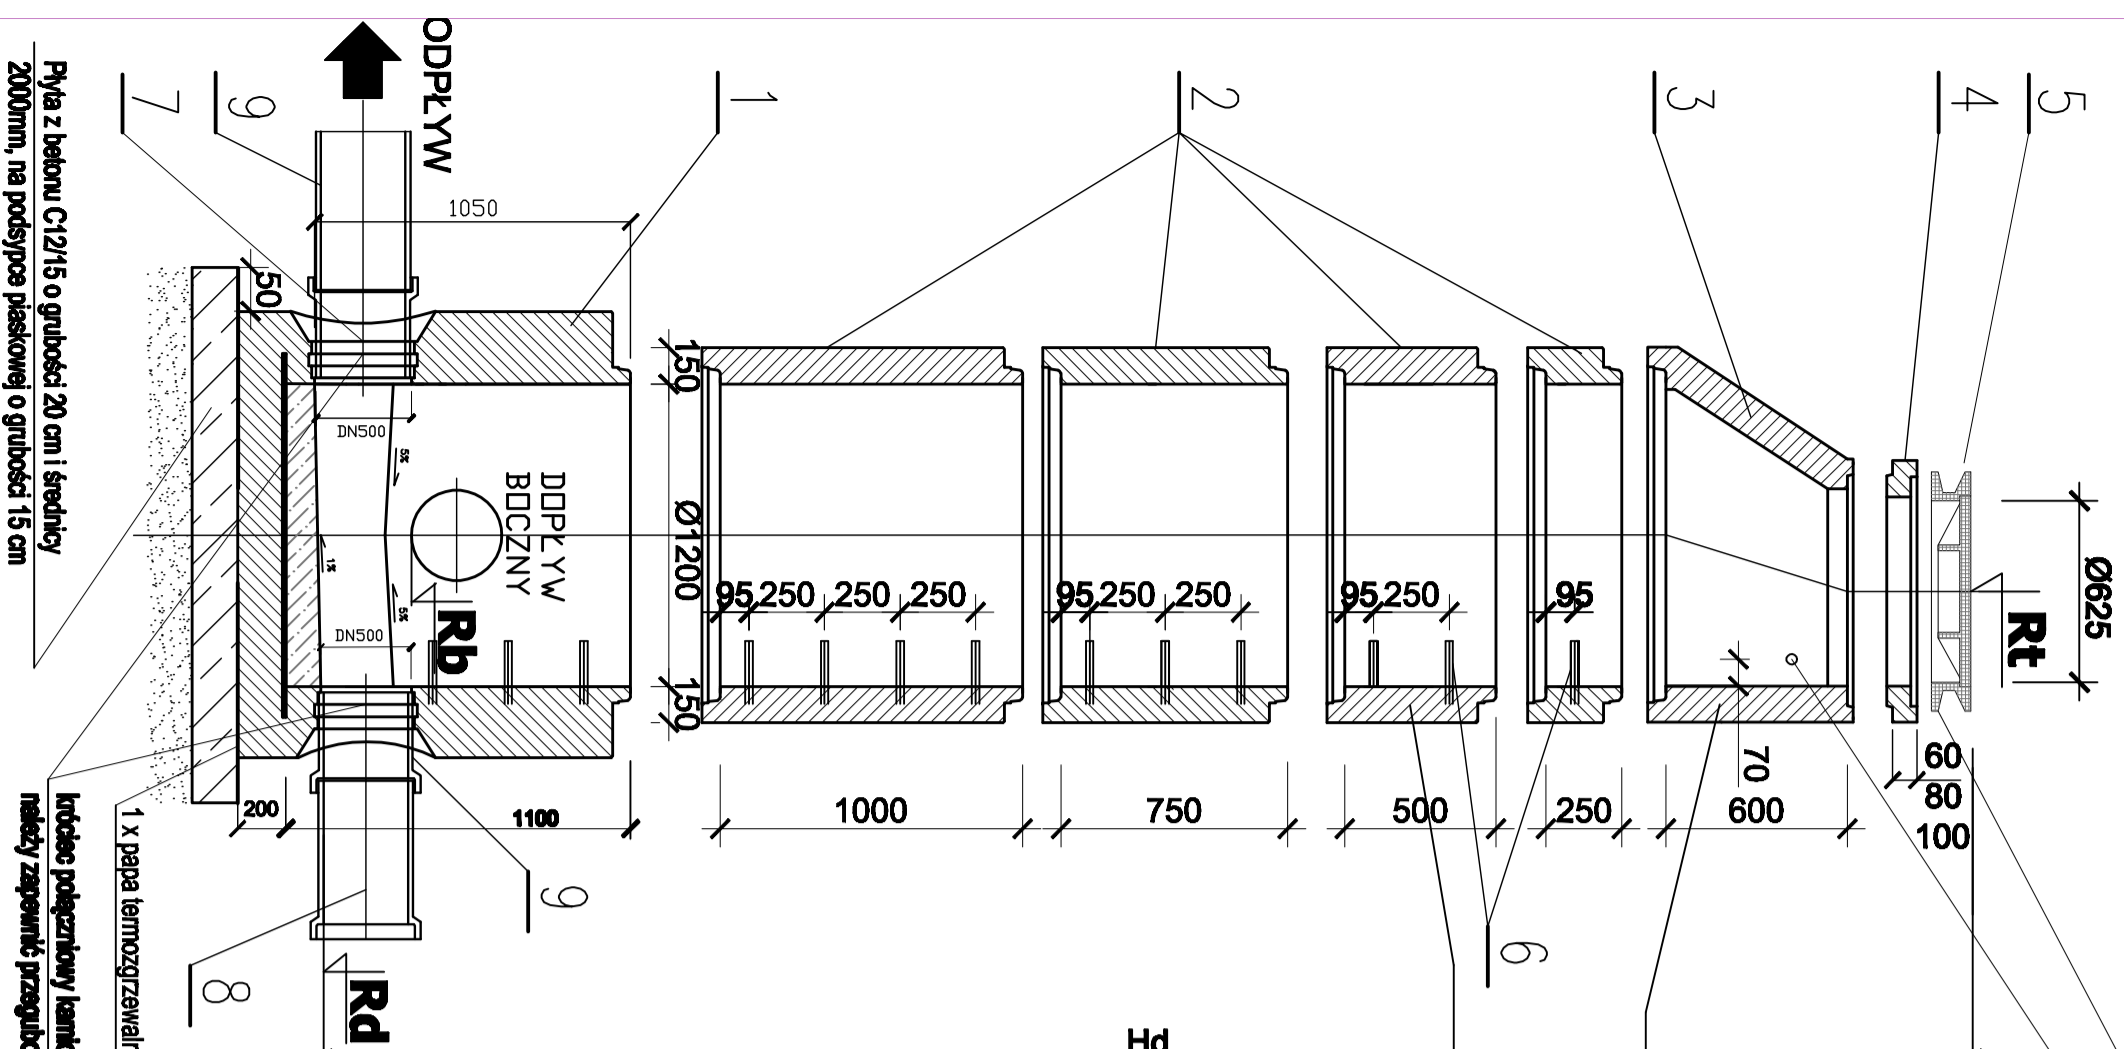 ODPŁYW
1
2
3
4
5
9
7
Płyta z betonu C12/15 o grubości 20 cm i średnicy
2000mm, na podsypce piaskowej o grubości 15 cm
1050
50
150
DN500
5%
DOPŁYW
BOCZNY
Ø1200
1%
5%
DN500
Rb
95 250 250 250
95 250 250
95 250
95
Ø625
Rt
150
70
60
80
100
200
1100
1000
750
500
250
600
9
6
8
Rd
Hd
1 x papa
króciec połączniowy
należy zapewnić